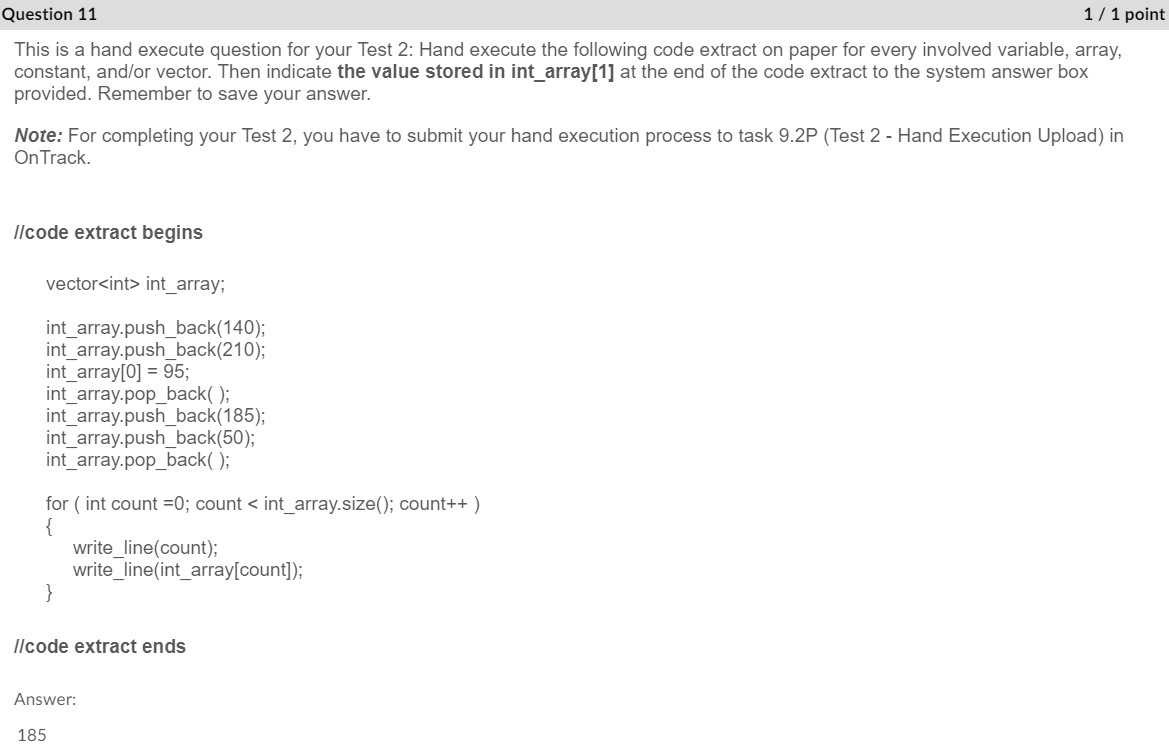 Question 11
1 / 1 point
This is a hand execute question for your Test 2: Hand execute the following code extract on paper for every involved variable, array,
constant, and/or vector. Then indicate the value stored in int_array[1] at the end of the code extract to the system answer box
provided. Remember to save your answer.
Note: For completing your Test 2, you have to submit your hand execution process to task 9.2P (Test 2 - Hand Execution Upload) in
OnTrack.
//code extract begins
vector<int> int_array;
int_array.push_back(140);
int_array.push_back(210);
int_array[0] = 95;
int_array.pop_back( );
int_array.push_back(185);
int_array.push_back(50);
int_array.pop_back( );
for ( int count =0; count < int_array.size(); count++ )
{
write_line(count);
write_line(int_array[count]);
}
//code extract ends
Answer:
185